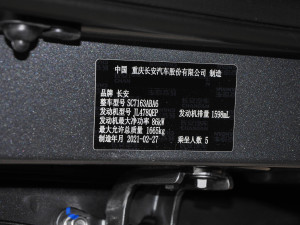 中国 重庆长安汽车股份有限公司 制造
品牌 长安
整车型号 SC7163ABA6
发动机型号 JL478QEP 发动机排量 1598mL
发动机最大净功率 86kW
最大允许总质量 1665kg
制造年月 2021-02-27 乘坐人数 5